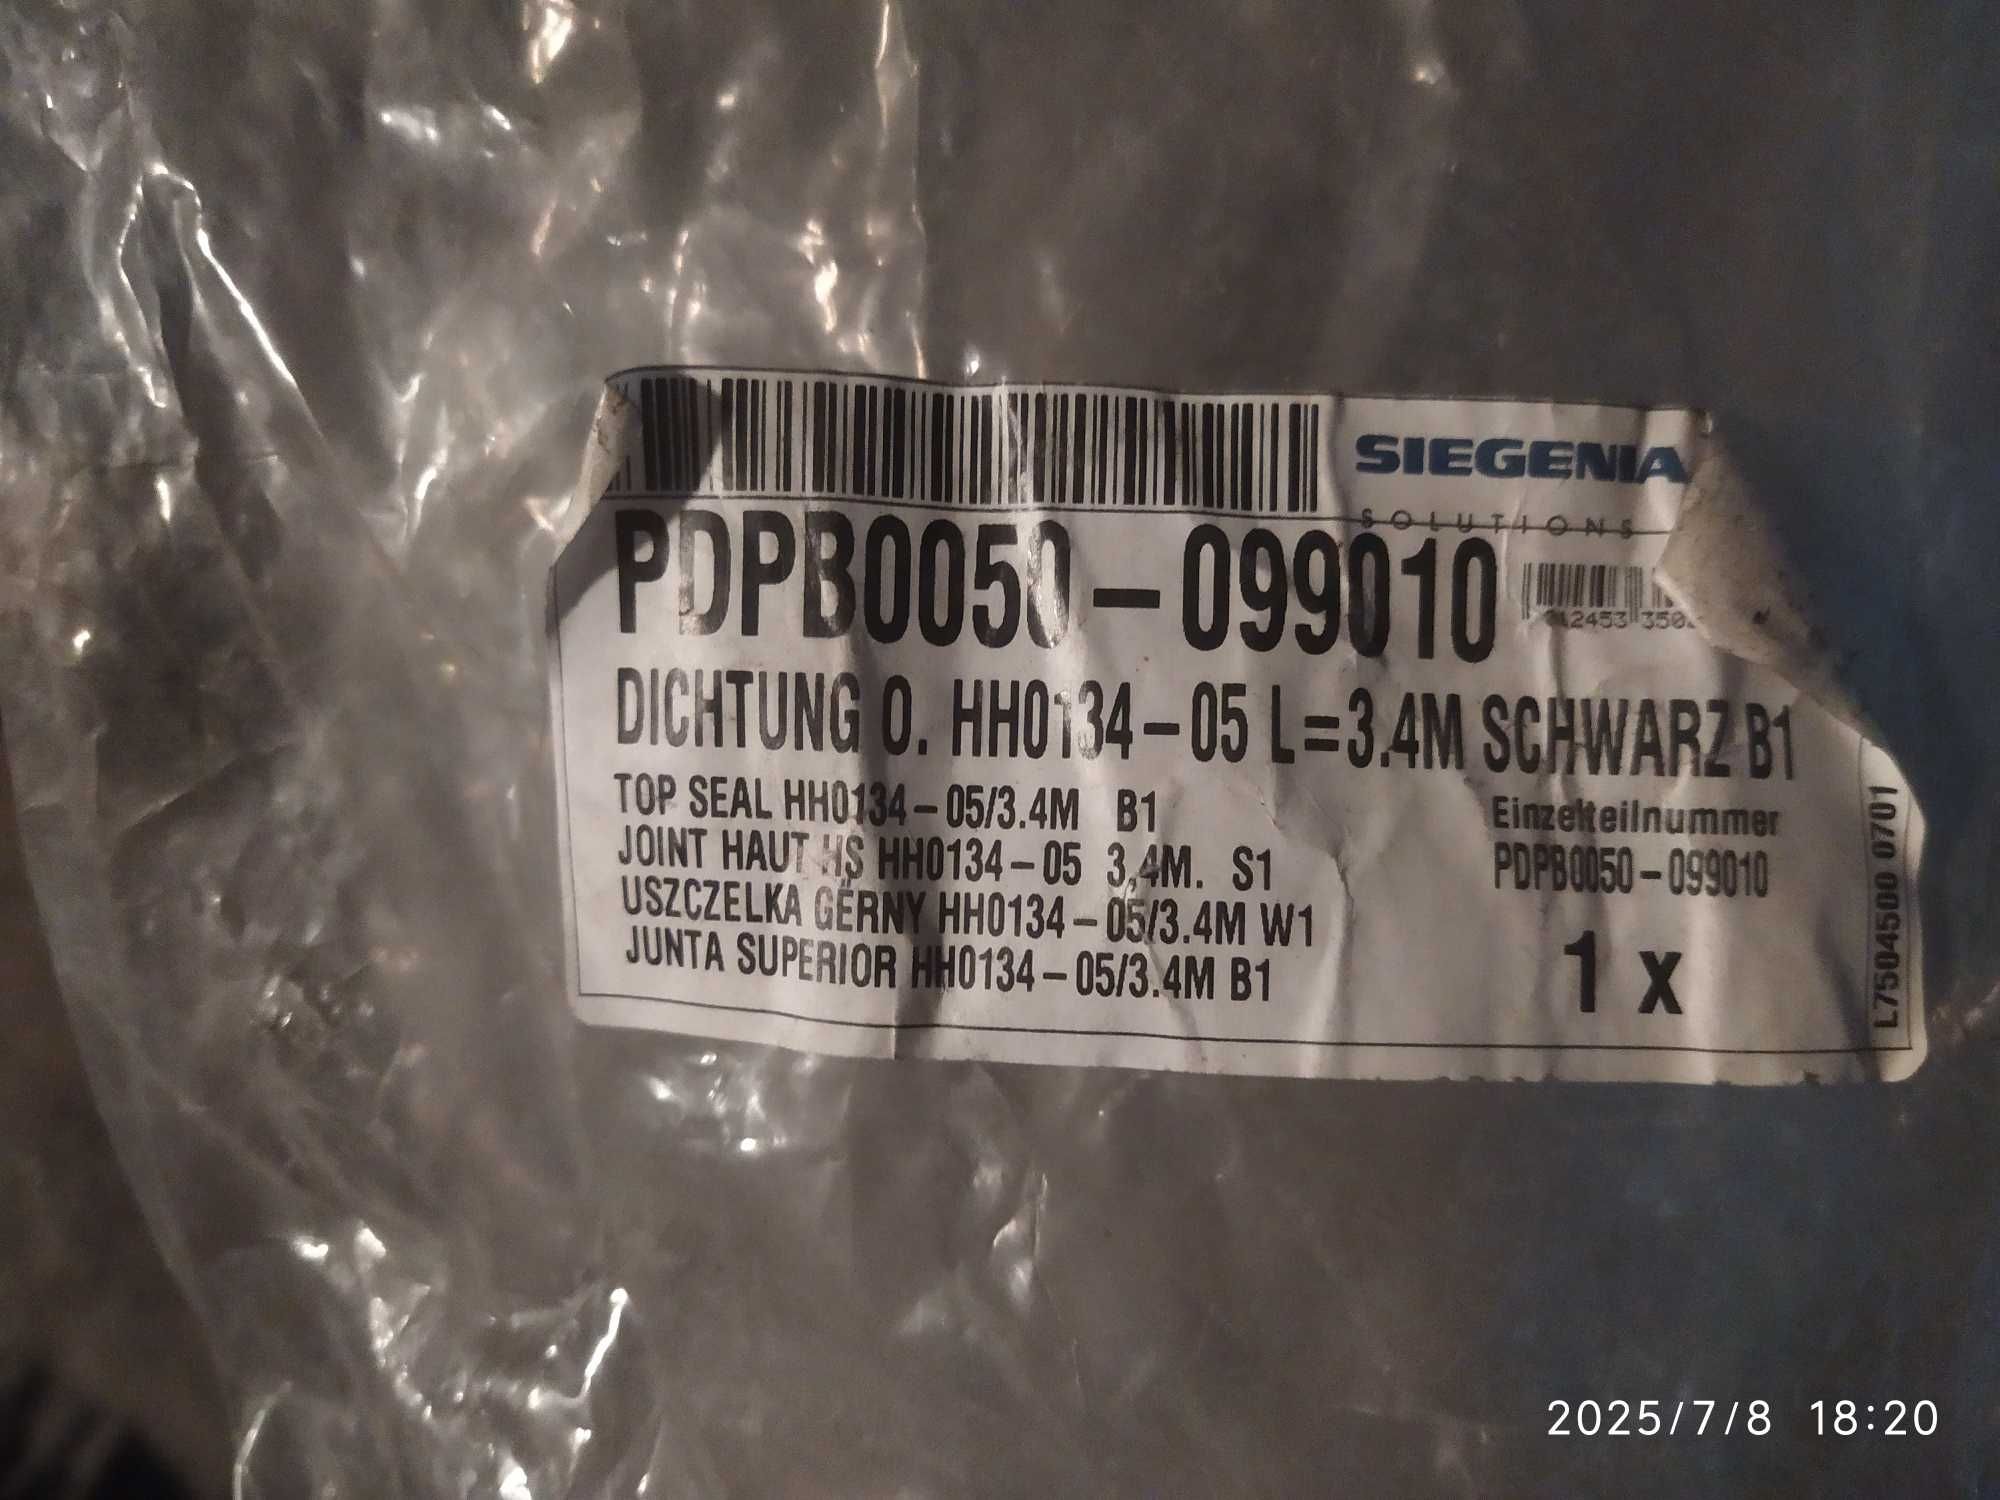 SIEGENIA
SOLUTIONS
PDPB0050-099010
DICHTUNG O. HH0134-05 L=3.4M SCHWARZ B1
TOP SEAL HH0134-05/3.4M B1
JOINT HAUT HS HH0134-05 3,4M. S1
USZCZELKA GËRNY HH0134-05/3.4M W1
JUNTA SUPERIOR HH0134-05/3.4M B1
Einzelteilnummer
PDPB0050-099010
1 x
L7504500 0701
2025/7/8 18:20